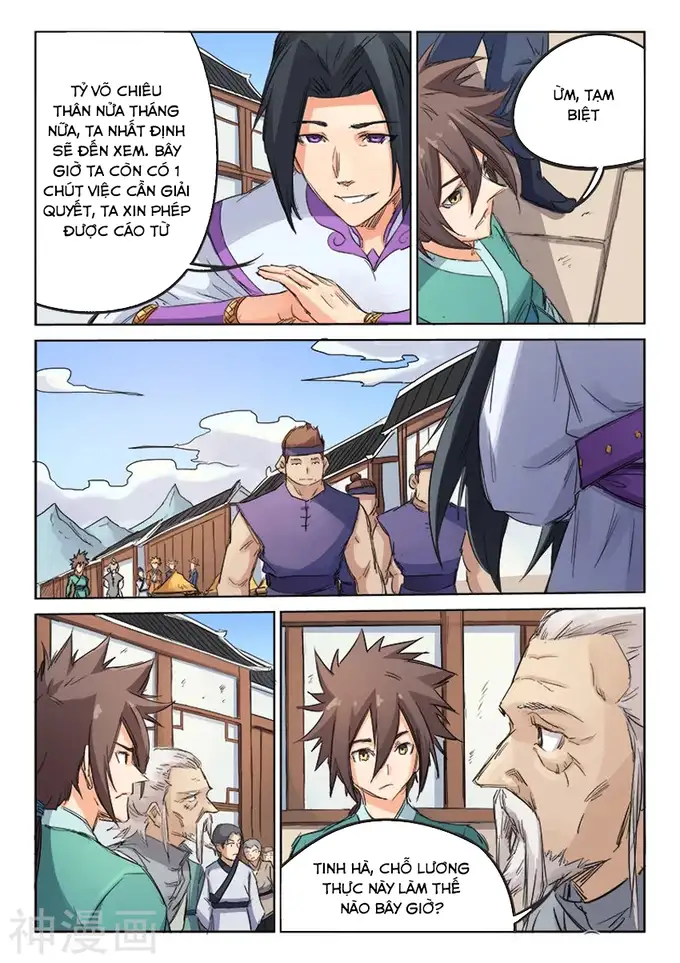 TỶ VÕ CHIÊU
THÂN NỬA THÁNG
NỮA, TA NHẤT ĐỊNH
SẼ ĐẾN XEM. BÂY
GIỜ TA CÒN CÓ 1
CHÚT VIỆC CẦN GIẢI
QUYẾT, TA XIN PHÉP
ĐƯỢC CÁO TỪ
ỪM, TẠM
BIỆT
TINH HÀ, CHỖ LƯƠNG
THỰC NÀY LÀM THẾ
NÀO BÂY GIỜ?
神漫画